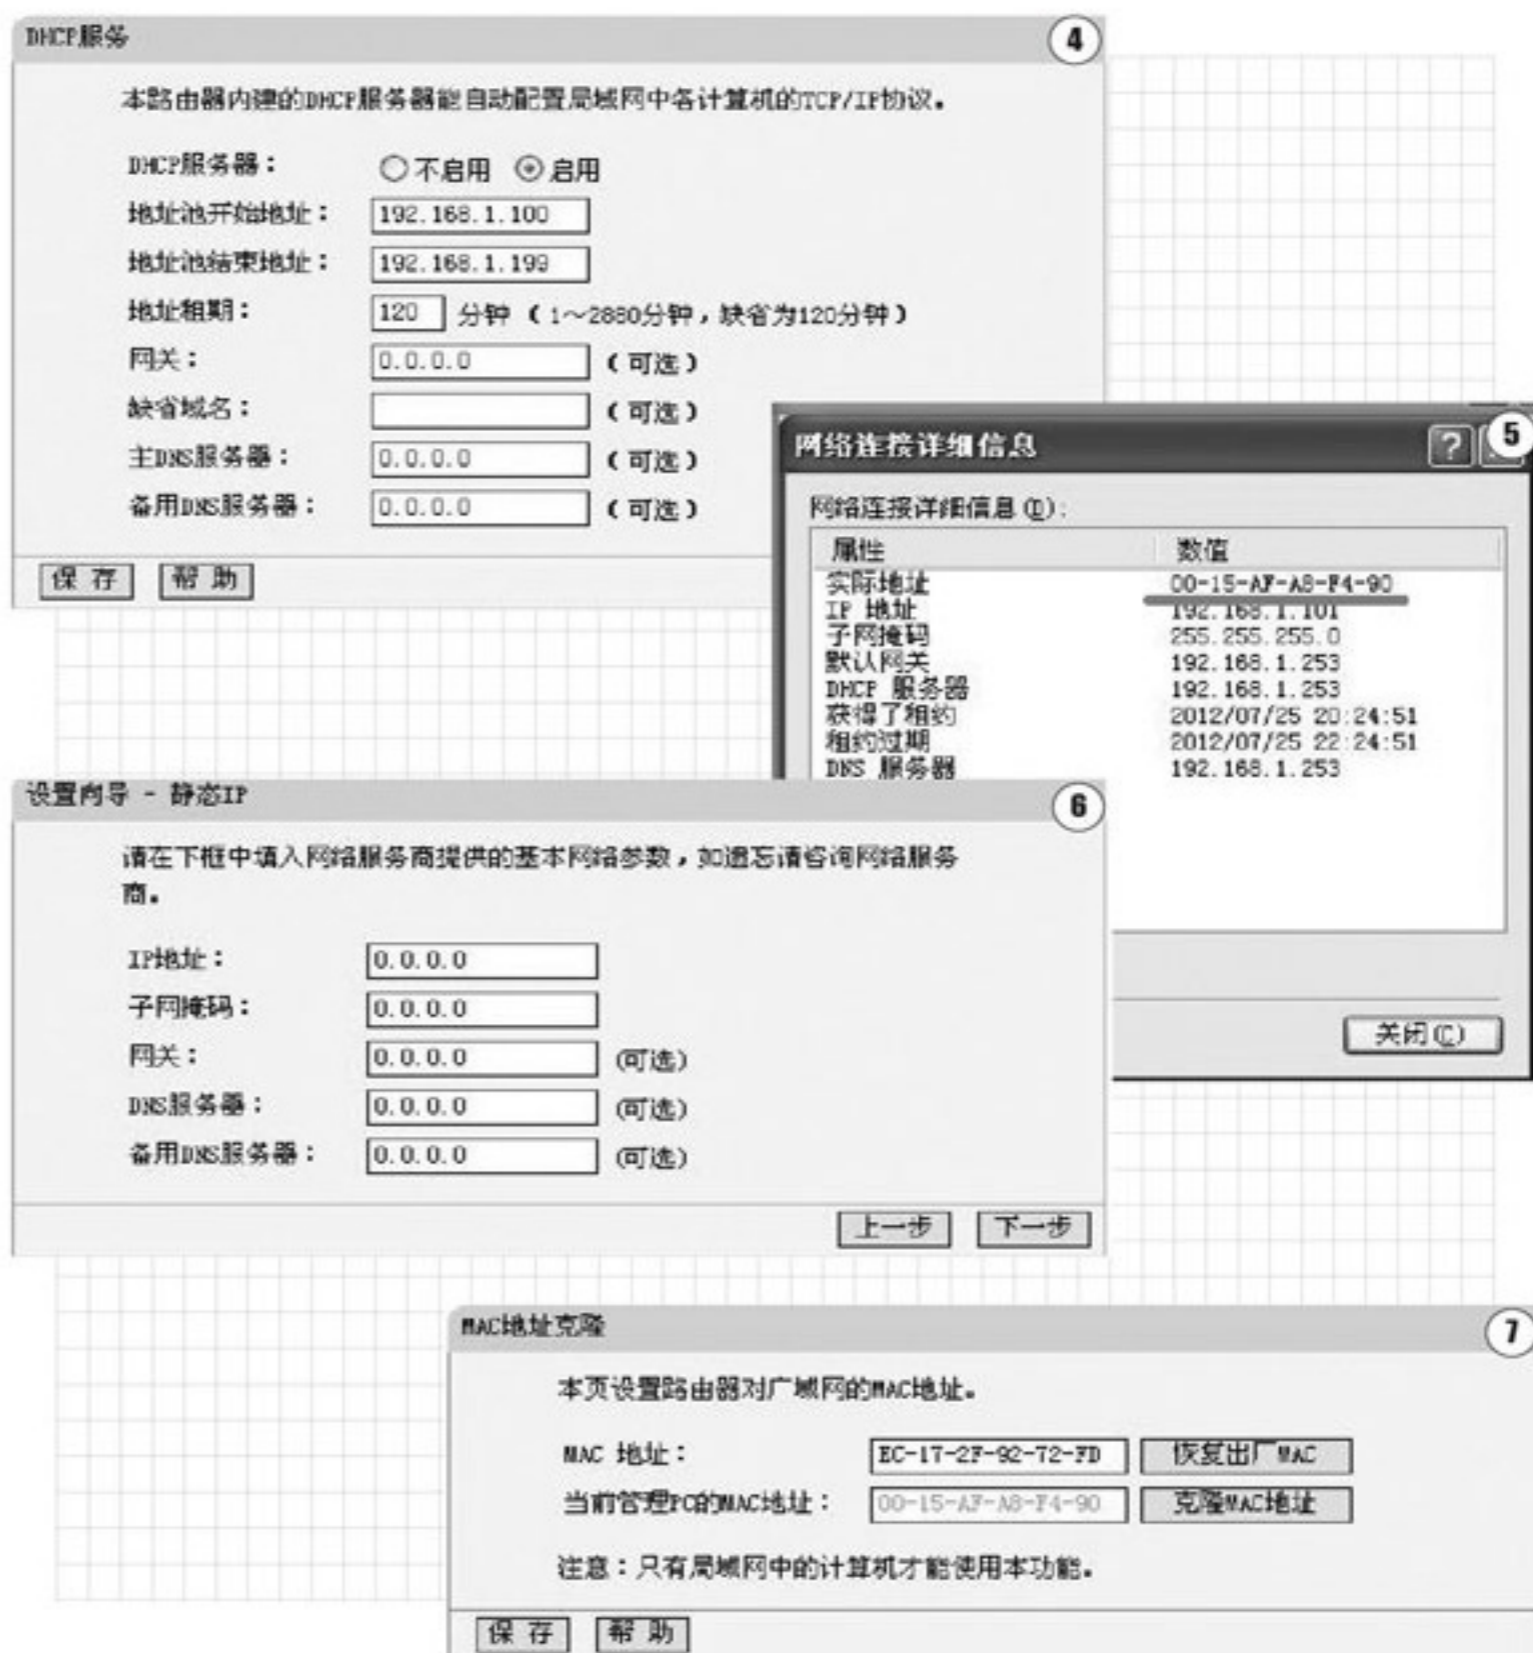 DHCP服务
4
本路由器内建的DHCP服务器能自动配置局域网中各计算机的TCP/IP协议。
DHCP服务器： 不启用 启用
地址池开始地址： 192.168.1.100
地址池结束地址： 192.168.1.199
地址租期： 120 分钟（1～2880分钟，缺省为120分钟）
网关： 0.0.0.0 （可选）
缺省域名： （可选）
主DNS服务器： 0.0.0.0 （可选）
备用DNS服务器： 0.0.0.0 （可选）
保 存 帮 助
网络连接详细信息 ? 5
网络连接详细信息(D):
属性 数值
实际地址 00-15-AF-A8-F4-90
IP 地址 192.168.1.101
子网掩码 255.255.255.0
默认网关 192.168.1.253
DHCP 服务器 192.168.1.253
获得了租约 2012/07/25 20:24:51
租约过期 2012/07/25 22:24:51
DNS 服务器 192.168.1.253
关闭(C)
设置向导 - 静态IP
6
请在下框中填入网络服务商提供的基本网络参数，如遗忘请咨询网络服务
商。
IP地址： 0.0.0.0
子网掩码： 0.0.0.0
网关： 0.0.0.0 (可选)
DNS服务器： 0.0.0.0 (可选)
备用DNS服务器： 0.0.0.0 (可选)
上一步 下一步
MAC地址克隆
7
本页设置路由器对广域网的MAC地址。
MAC 地址： EC-17-2F-92-72-FD 恢复出厂MAC
当前管理PC的MAC地址： 00-15-AF-A8-F4-90 克隆MAC地址
注意：只有局域网中的计算机才能使用本功能。
保 存 帮 助